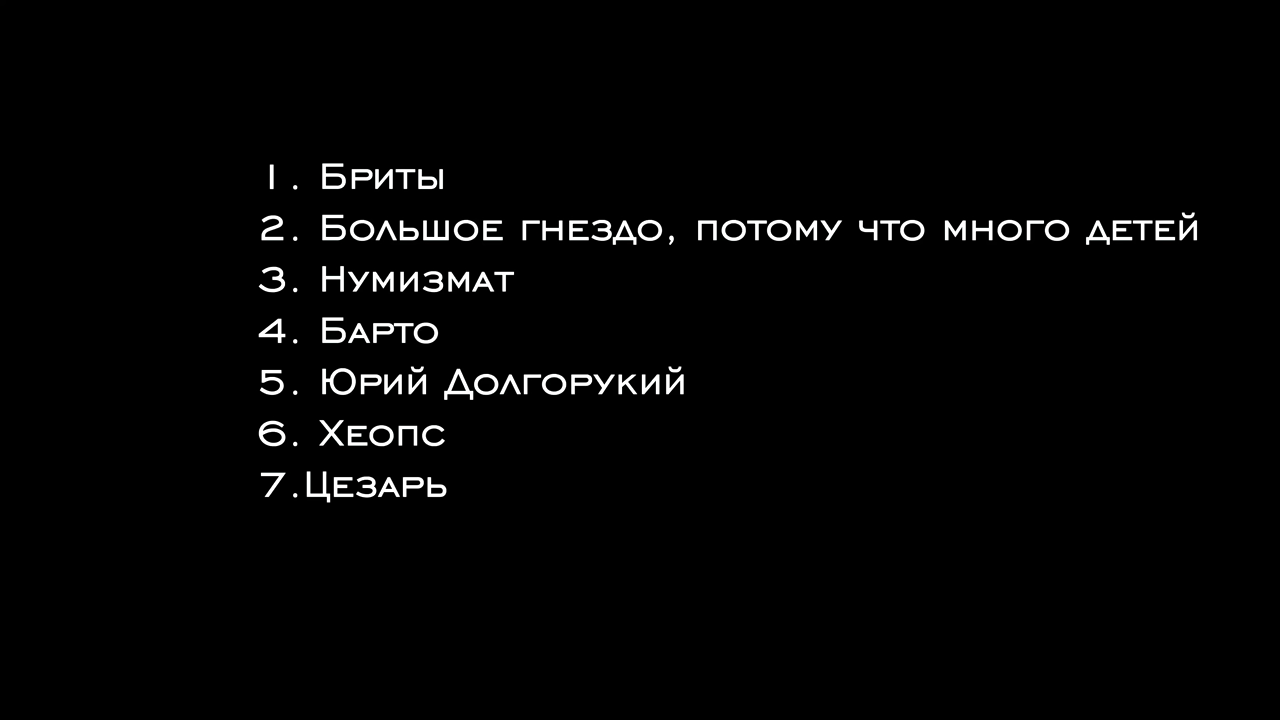 1. Бриты
2. Большое гнездо, потому что много детей
3. Нумизмат
4. Барто
5. Юрий Долгорукий
6. Хеопс
7.Цезарь